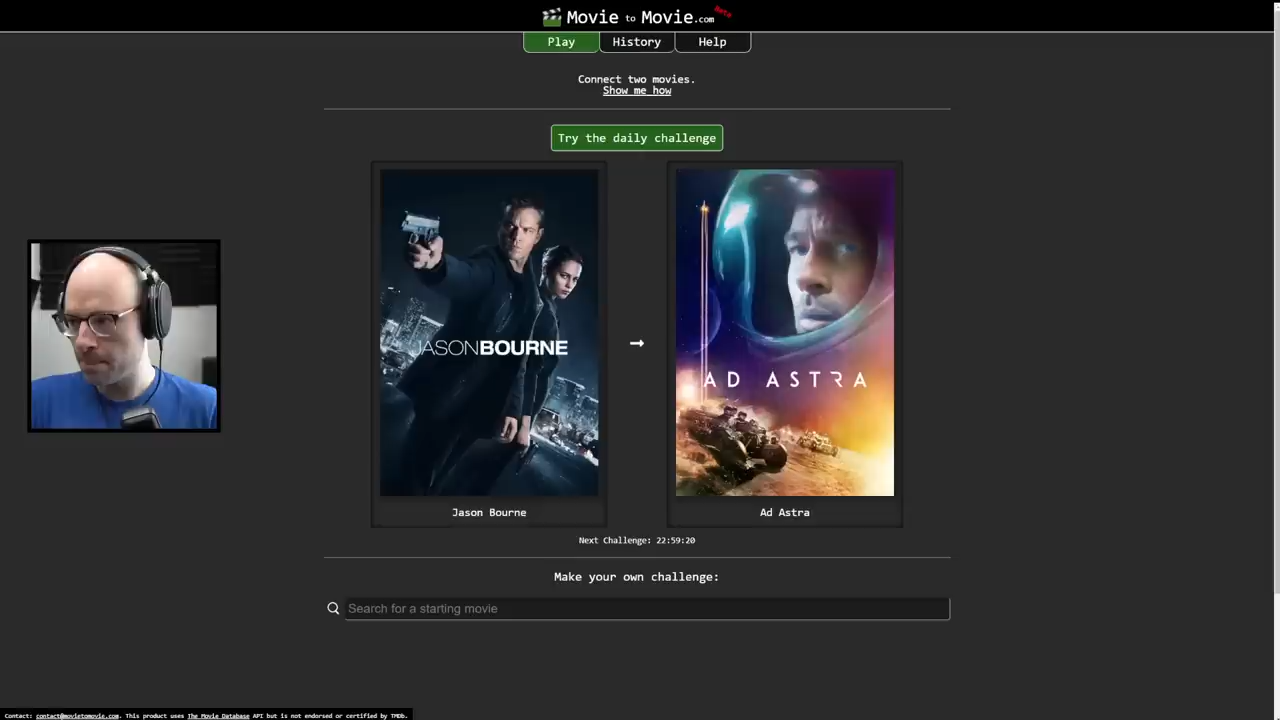 Movie to Movie.com Beta
Play History Help
Connect two movies.
Show me how
Try the daily challenge
JASONBOURNE
AD ASTRA
Jason Bourne
Ad Astra
Next Challenge: 22:59:20
Make your own challenge:
Search for a starting movie
Contact: contact@movietomovie.com. This product uses The Movie Database API but is not endorsed or certified by TMDb.